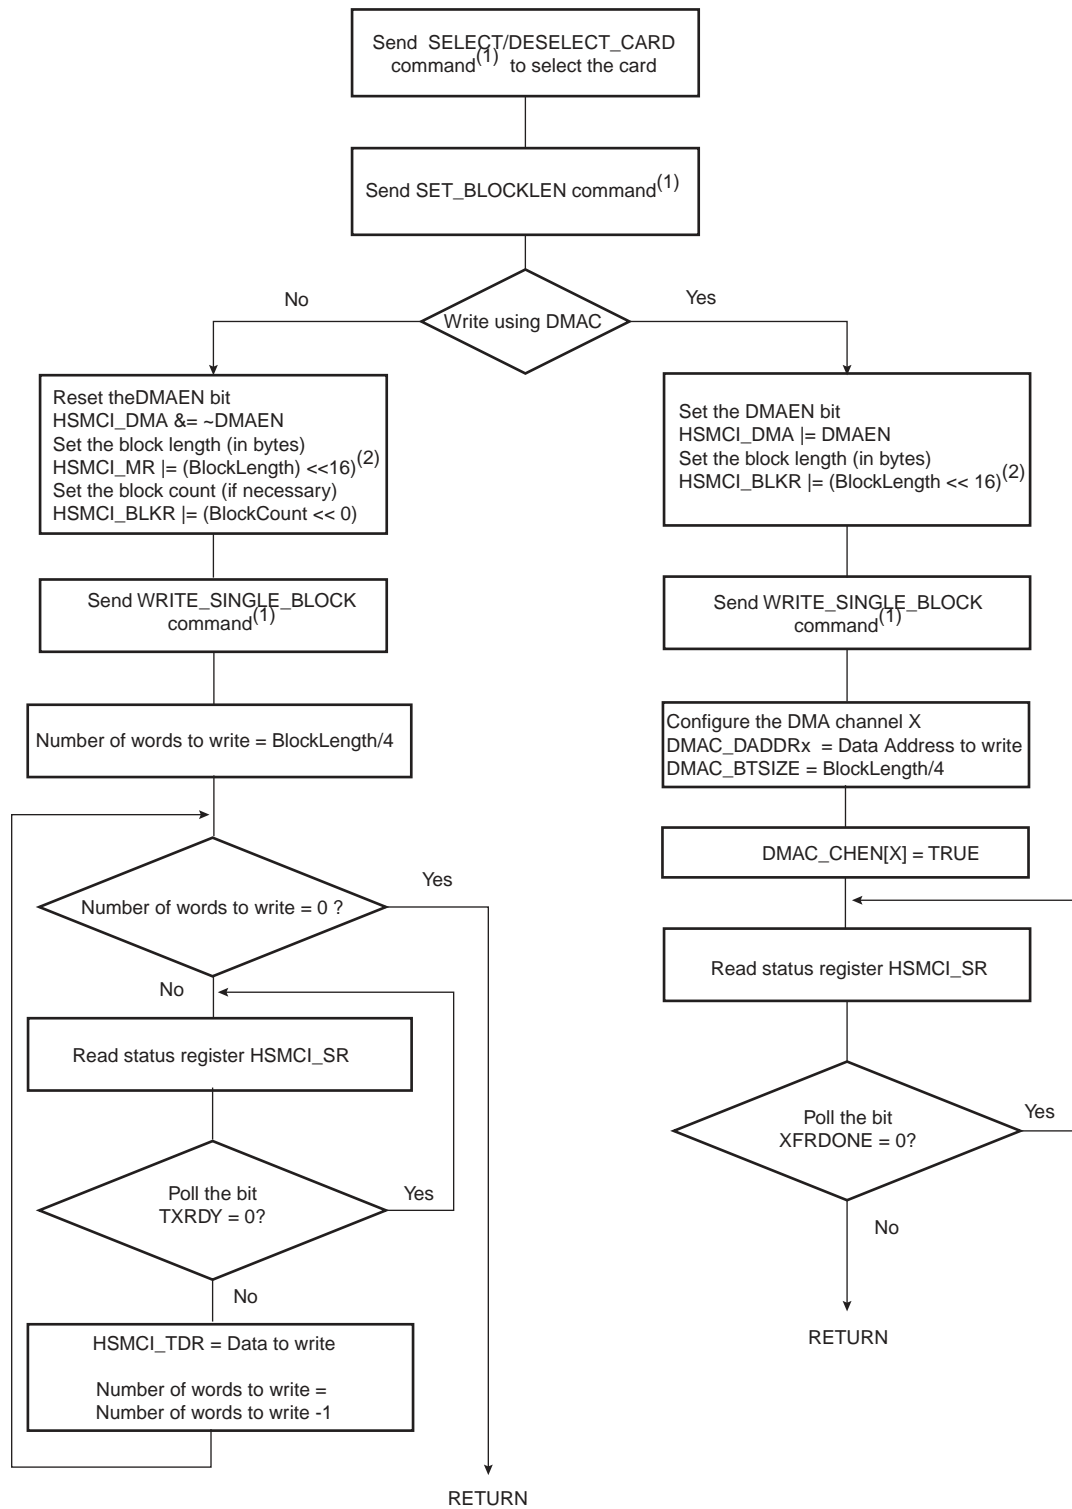 Send SELECT/DESELECT_CARD
command(1) to select the card
Send SET_BLOCKLEN command(1)
No
Yes
Write using DMAC
Reset theDMAEN bit
HSMCI_DMA &= ~DMAEN
Set the block length (in bytes)
HSMCI_MR |= (BlockLength) <<16)(2)
Set the block count (if necessary)
HSMCI_BLKR |= (BlockCount << 0)
Send WRITE_SINGLE_BLOCK
command(1)
Number of words to write = BlockLength/4
Number of words to write = 0 ?
Yes
No
Read status register HSMCI_SR
Poll the bit
TXRDY = 0?
Yes
No
HSMCI_TDR = Data to write
Number of words to write =
Number of words to write -1
RETURN
Set the DMAEN bit
HSMCI_DMA |= DMAEN
Set the block length (in bytes)
HSMCI_BLKR |= (BlockLength << 16)(2)
Send WRITE_SINGLE_BLOCK
command(1)
Configure the DMA channel X
DMAC_DADDRx = Data Address to write
DMAC_BTSIZE = BlockLength/4
DMAC_CHEN[X] = TRUE
Read status register HSMCI_SR
Poll the bit
XFRDONE = 0?
Yes
No
RETURN